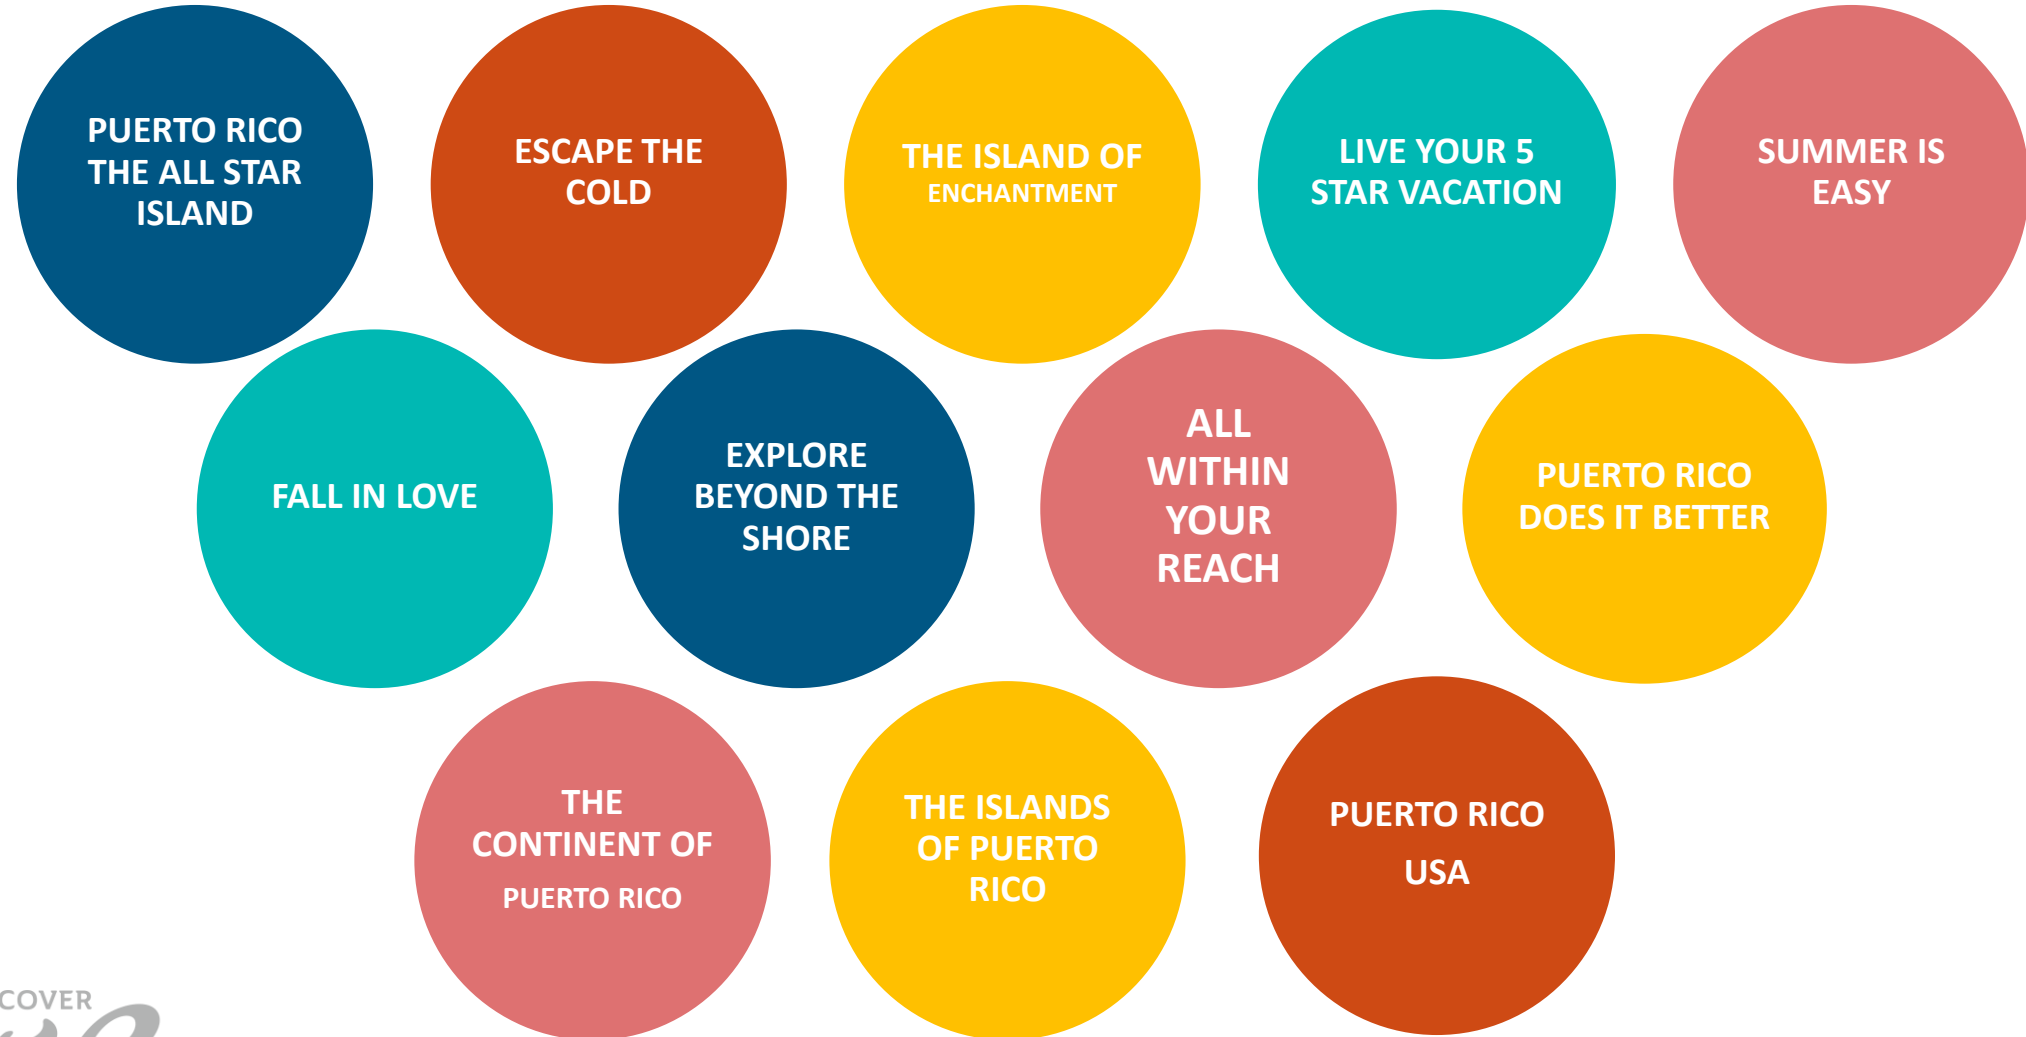 PUERTO RICO
THE ALL STAR
ISLAND
ESCAPE THE
COLD
THE ISLAND OF
ENCHANTMENT
LIVE YOUR 5
STAR VACATION
SUMMER IS
EASY
FALL IN LOVE
EXPLORE
BEYOND THE
SHORE
ALL
WITHIN
YOUR
REACH
PUERTO RICO
DOES IT BETTER
THE
CONTINENT OF
PUERTO RICO
THE ISLANDS
OF PUERTO
RICO
PUERTO RICO
USA
COVER